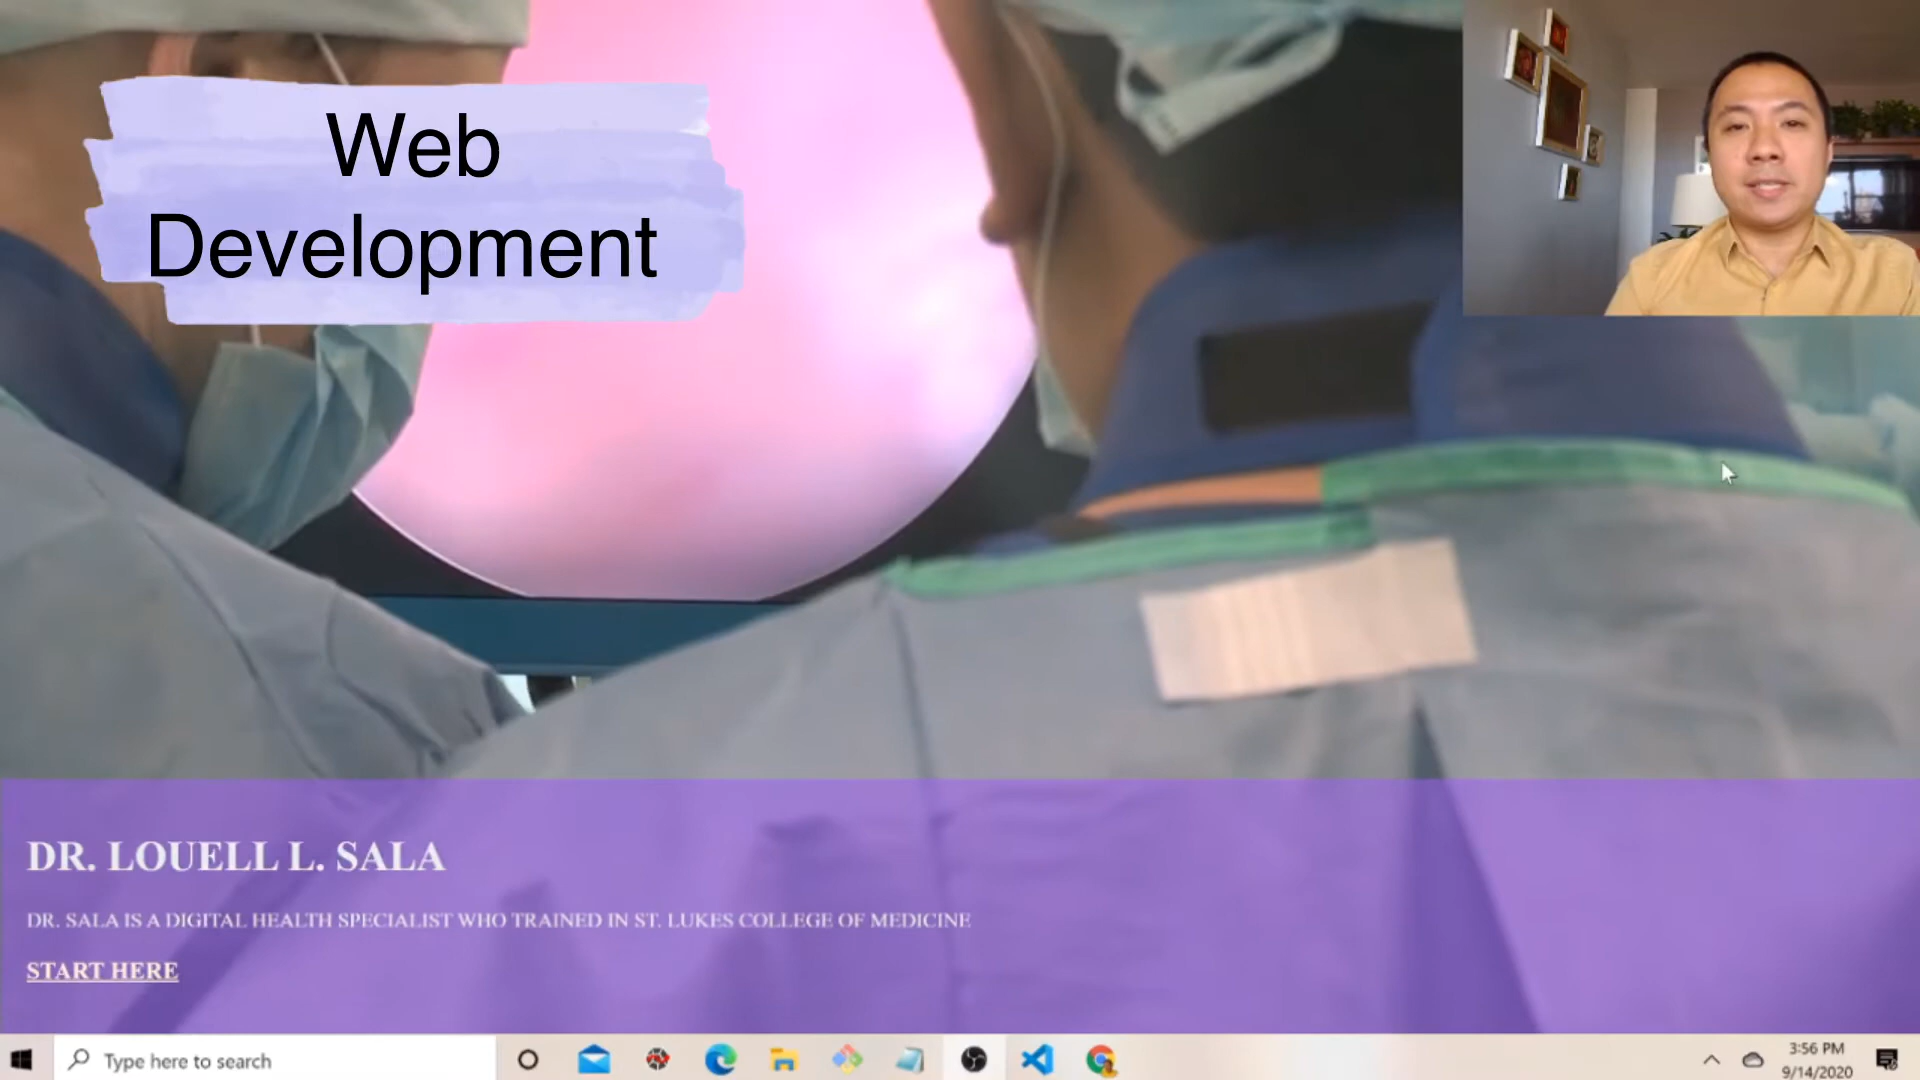 Web
Development
DR. LOUELL L. SALA
DR. SALA IS A DIGITAL HEALTH SPECIALIST WHO TRAINED IN ST. LUKES COLLEGE OF MEDICINE
START HERE
Type here to search
3:56 PM
9/14/2020